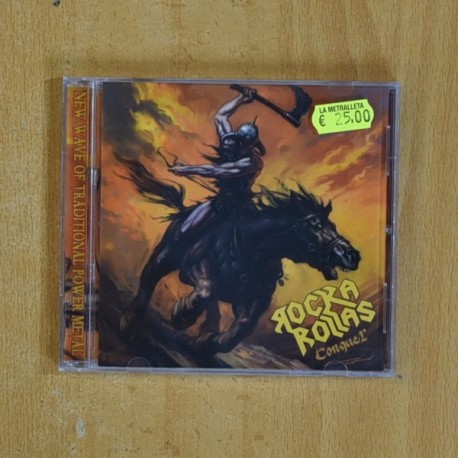 NEW WAVE OF TRADITIONAL POWER METAL
LA METRALLETA
€ 25,00
ROCKA
ROLLAS
Conquer